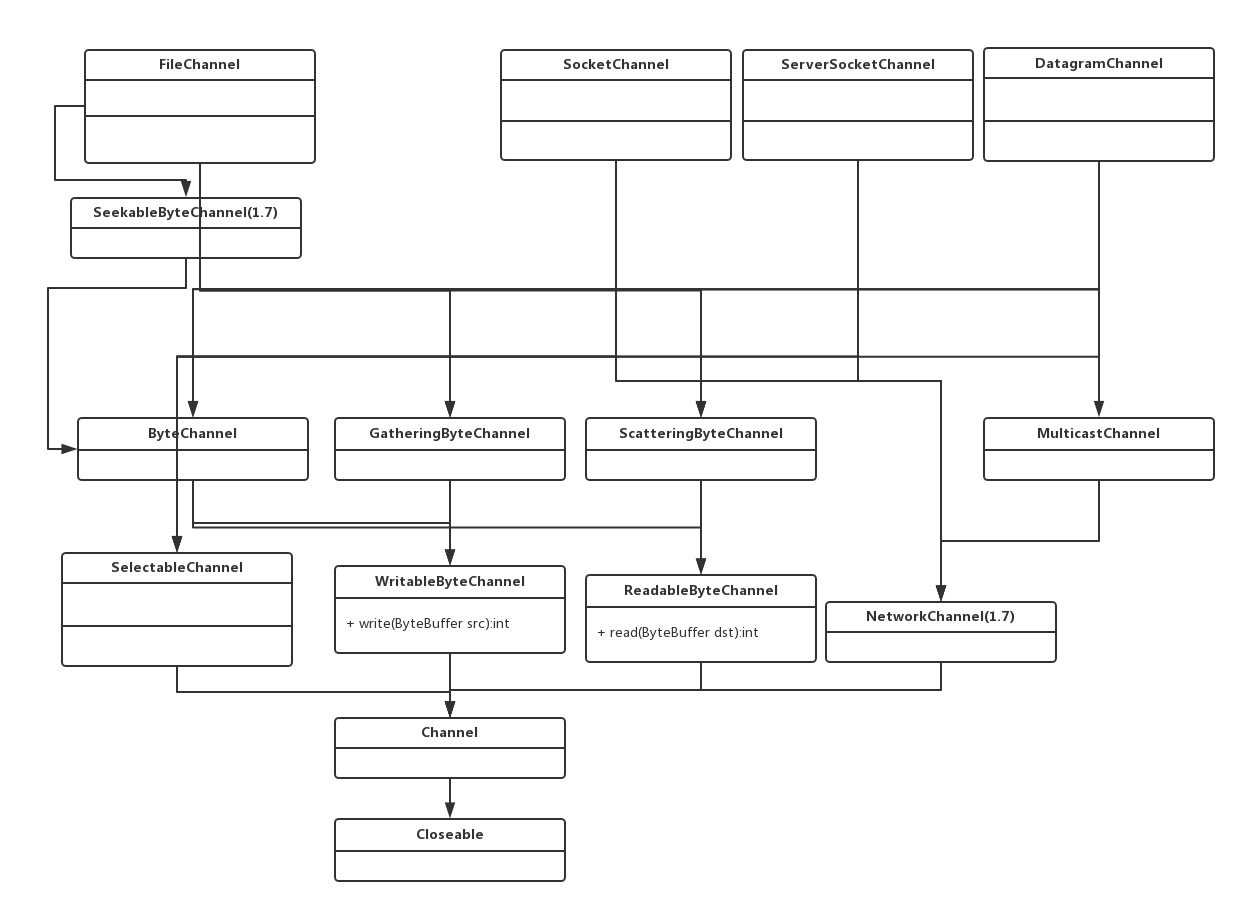 FileChannel
SocketChannel
ServerSocketChannel
DatagramChannel
SeekableByteChannel(1.7)
ByteChannel
GatheringByteChannel
ScatteringByteChannel
MulticastChannel
SelectableChannel
WritableByteChannel
+ write(ByteBuffer src):int
ReadableByteChannel
+ read(ByteBuffer dst):int
NetworkChannel(1.7)
Channel
Closeable